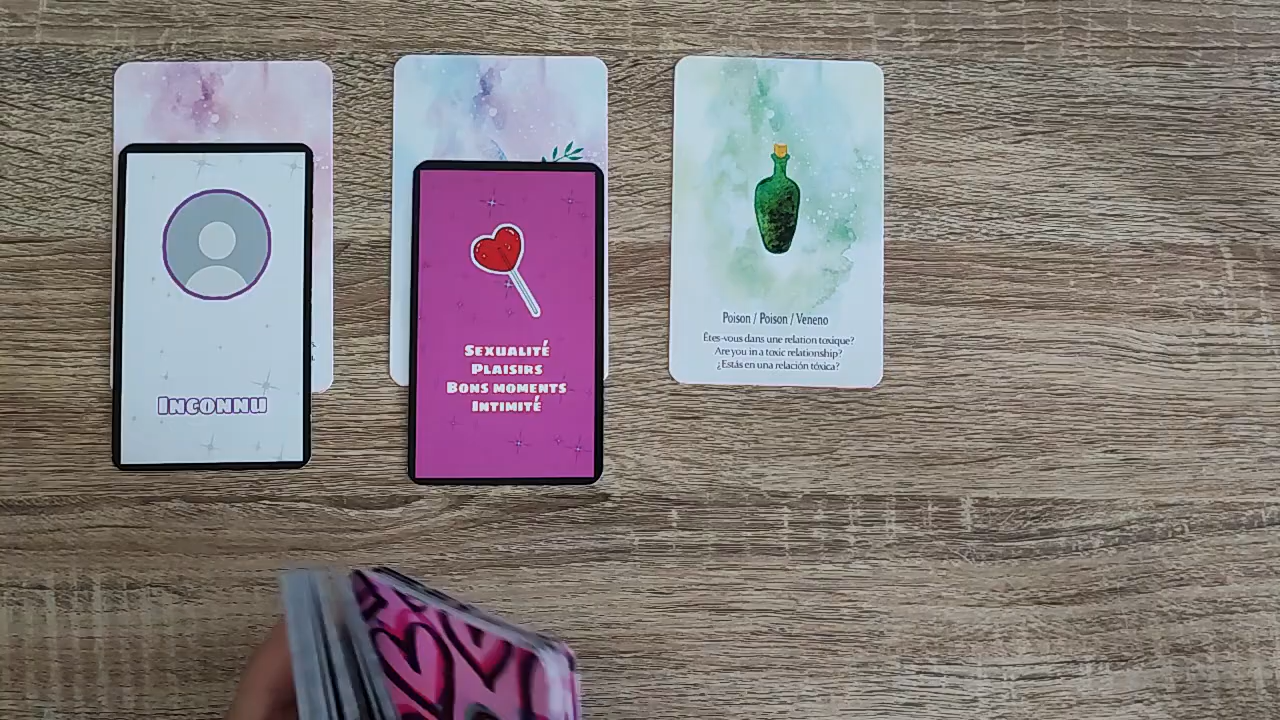 Inconnu
Sexualité
Plaisirs
Bons moments
Intimité
Poison / Poison / Veneno
Êtes-vous dans une relation toxique?
Are you in a toxic relationship?
¿Estás en una relación tóxica?